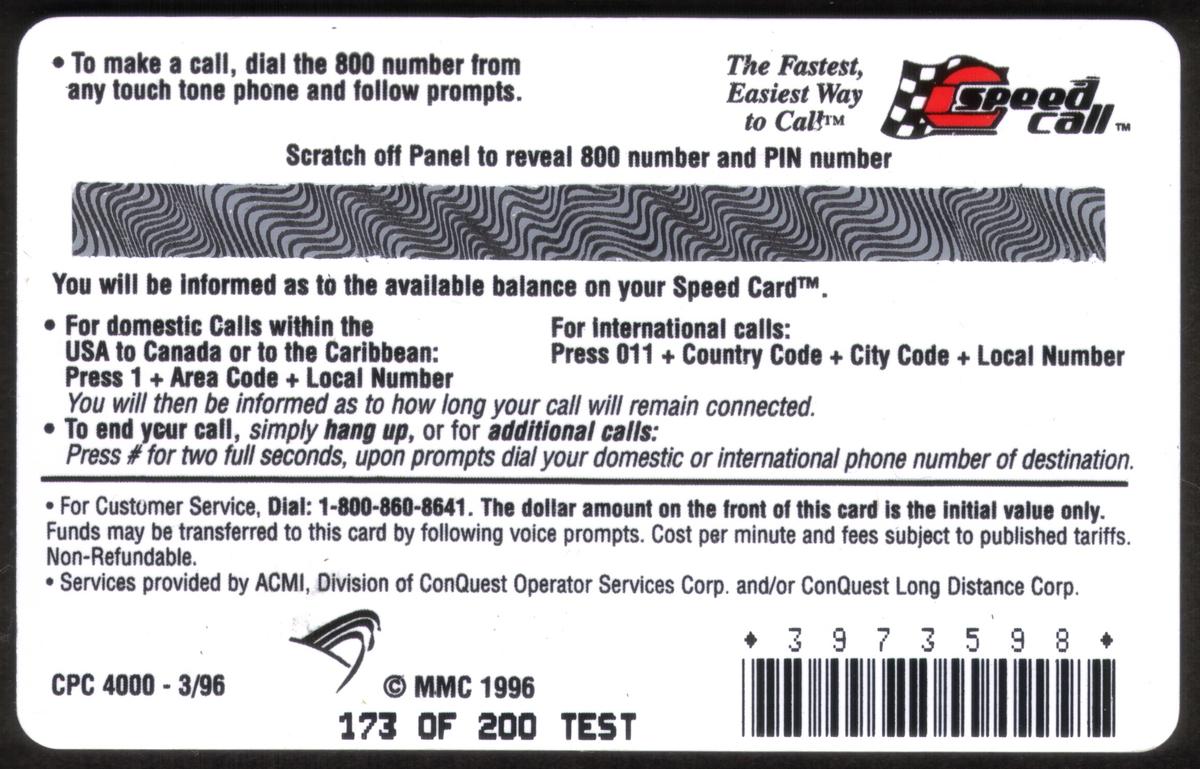 • To make a call, dial the 800 number from
any touch tone phone and follow prompts.
The Fastest,
Easiest Way
to Call™
speed
call™
Scratch off Panel to reveal 800 number and PIN number
You will be informed as to the available balance on your Speed Card™.
• For domestic Calls within the
USA to Canada or to the Caribbean:
Press 1 + Area Code + Local Number
For International calls:
Press 011 + Country Code + City Code + Local Number
You will then be informed as to how long your call will remain connected.
• To end your call, simply hang up, or for additional calls:
Press # for two full seconds, upon prompts dial your domestic or international phone number of destination.
• For Customer Service, Dial: 1-800-860-8641. The dollar amount on the front of this card is the initial value only.
Funds may be transferred to this card by following voice prompts. Cost per minute and fees subject to published tariffs.
Non-Refundable.
• Services provided by ACMI, Division of ConQuest Operator Services Corp. and/or ConQuest Long Distance Corp.
♦ 3 9 7 3 5 9 8 ♦
CPC 4000 - 3/96
© MMC 1996
173 OF 200 TEST